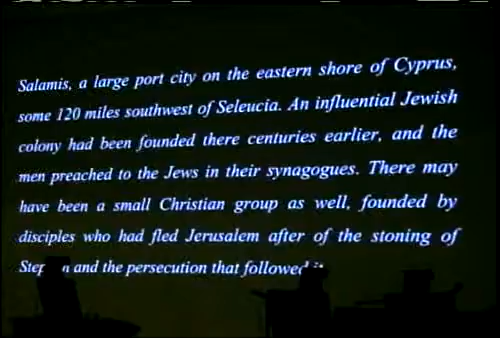 Salamis, a large port city on the eastern shore of Cyprus,
some 120 miles southwest of Seleucia. An influential Jewish
colony had been founded there centuries earlier, and the
men preached to the Jews in their synagogues. There may
have been a small Christian group as well, founded by
disciples who had fled Jerusalem after of the stoning of
and the persecution that followed